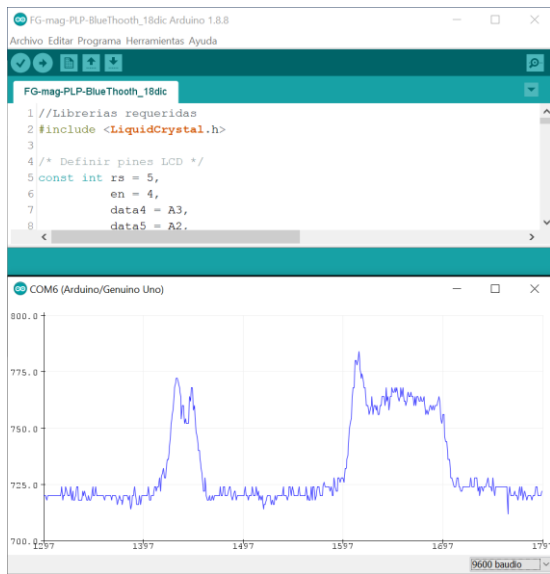 FG-mag-PLP-BlueThooth_18dic Arduino 1.8.8
Archivo Editar Programa Herramientas Ayuda
FG-mag-PLP-BlueThooth_18dic
1 //Librerias requeridas
2 #include <LiquidCrystal.h>
3
4 /* Definir pines LCD */
5 const int rs = 5,
6 en = 4,
7 data4 = A3,
8 data5 = A2,
COM6 (Arduino/Genuino Uno)
800.0
775.0
750.0
725.0
700.0
1297 1397 1497 1597 1697 1797
9600 baudio